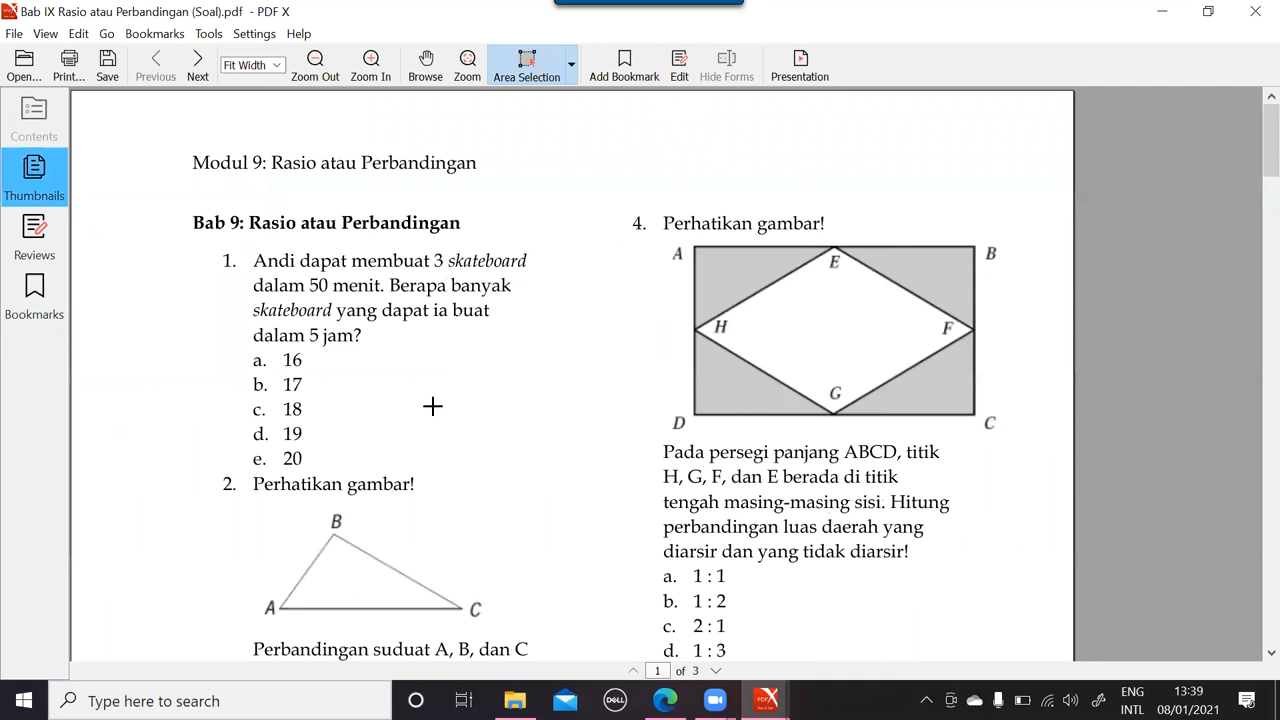 Bab IX Rasio atau Perbandingan (Soal).pdf - PDF X
File View Edit Go Bookmarks Tools Settings Help
Open... Print... Save Previous Next Fit Width Zoom Out Zoom In Browse Zoom Area Selection Add Bookmark Edit Hide Forms Presentation
Contents
Thumbnails
Reviews
Bookmarks
Modul 9: Rasio atau Perbandingan
Bab 9: Rasio atau Perbandingan
1. Andi dapat membuat 3 skateboard
dalam 50 menit. Berapa banyak
skateboard yang dapat ia buat
dalam 5 jam?
a. 16
b. 17
c. 18
d. 19
e. 20
2. Perhatikan gambar!
B
A
C
Perbandingan suduat A, B, dan C
4. Perhatikan gambar!
A
B
E
H
F
G
D
C
Pada persegi panjang ABCD, titik
H, G, F, dan E berada di titik
tengah masing-masing sisi. Hitung
perbandingan luas daerah yang
diarsir dan yang tidak diarsir!
a. 1 : 1
b. 1 : 2
c. 2 : 1
d. 1 : 3
1 of 3
Type here to search
DELL
PDF X
ENG
INTL
13:39
08/01/2021